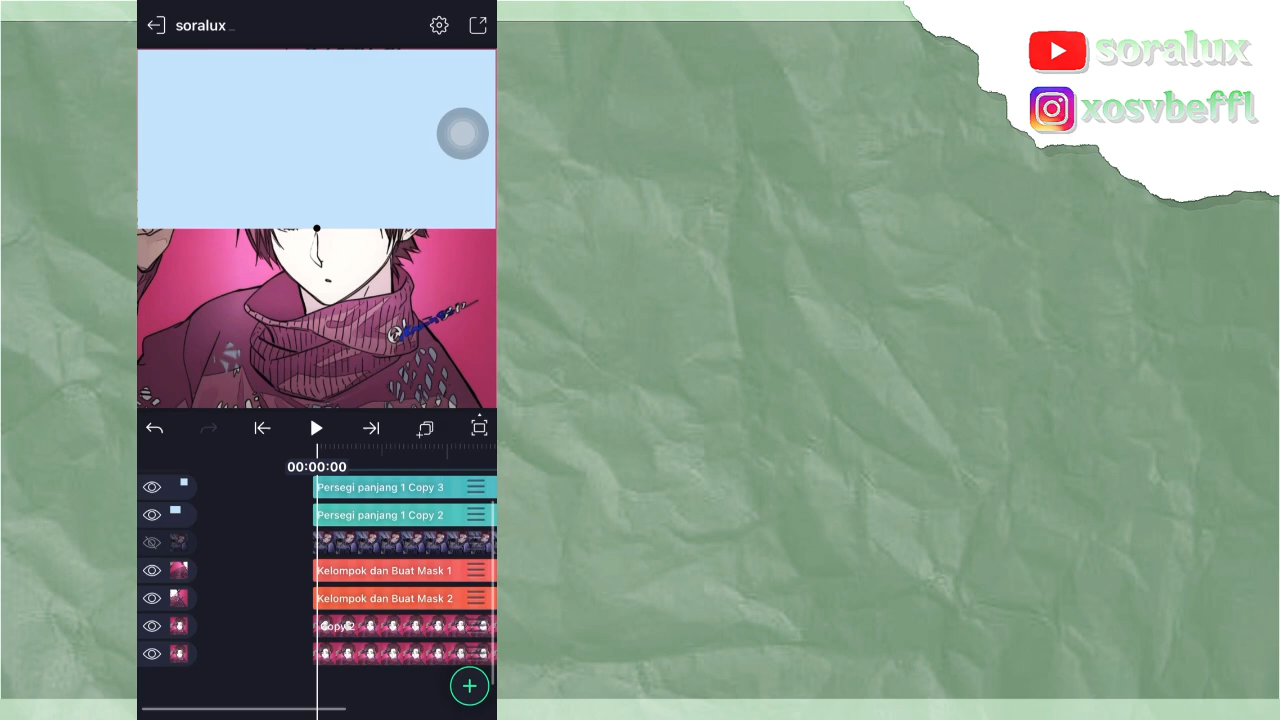 soralux
soralux
xosvbeffl
00:00:00
Persegi panjang 1 Copy 3
Persegi panjang 1 Copy 2
Kelompok dan Buat Mask 1
Kelompok dan Buat Mask 2
Copy 2